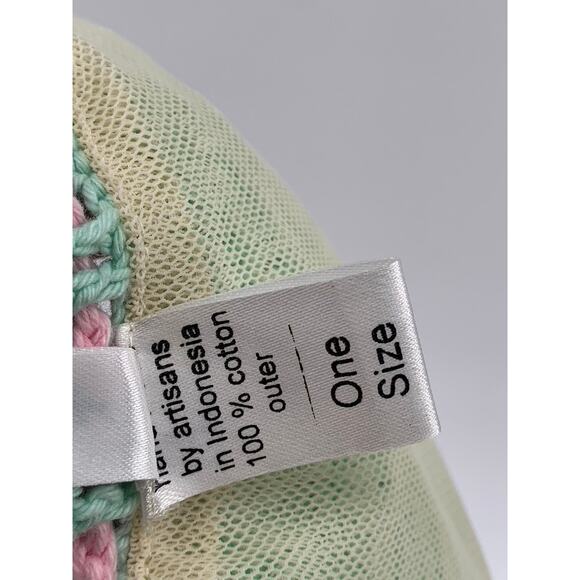 by artisans
in Indonesia
100 % cotton
outer
One
Size